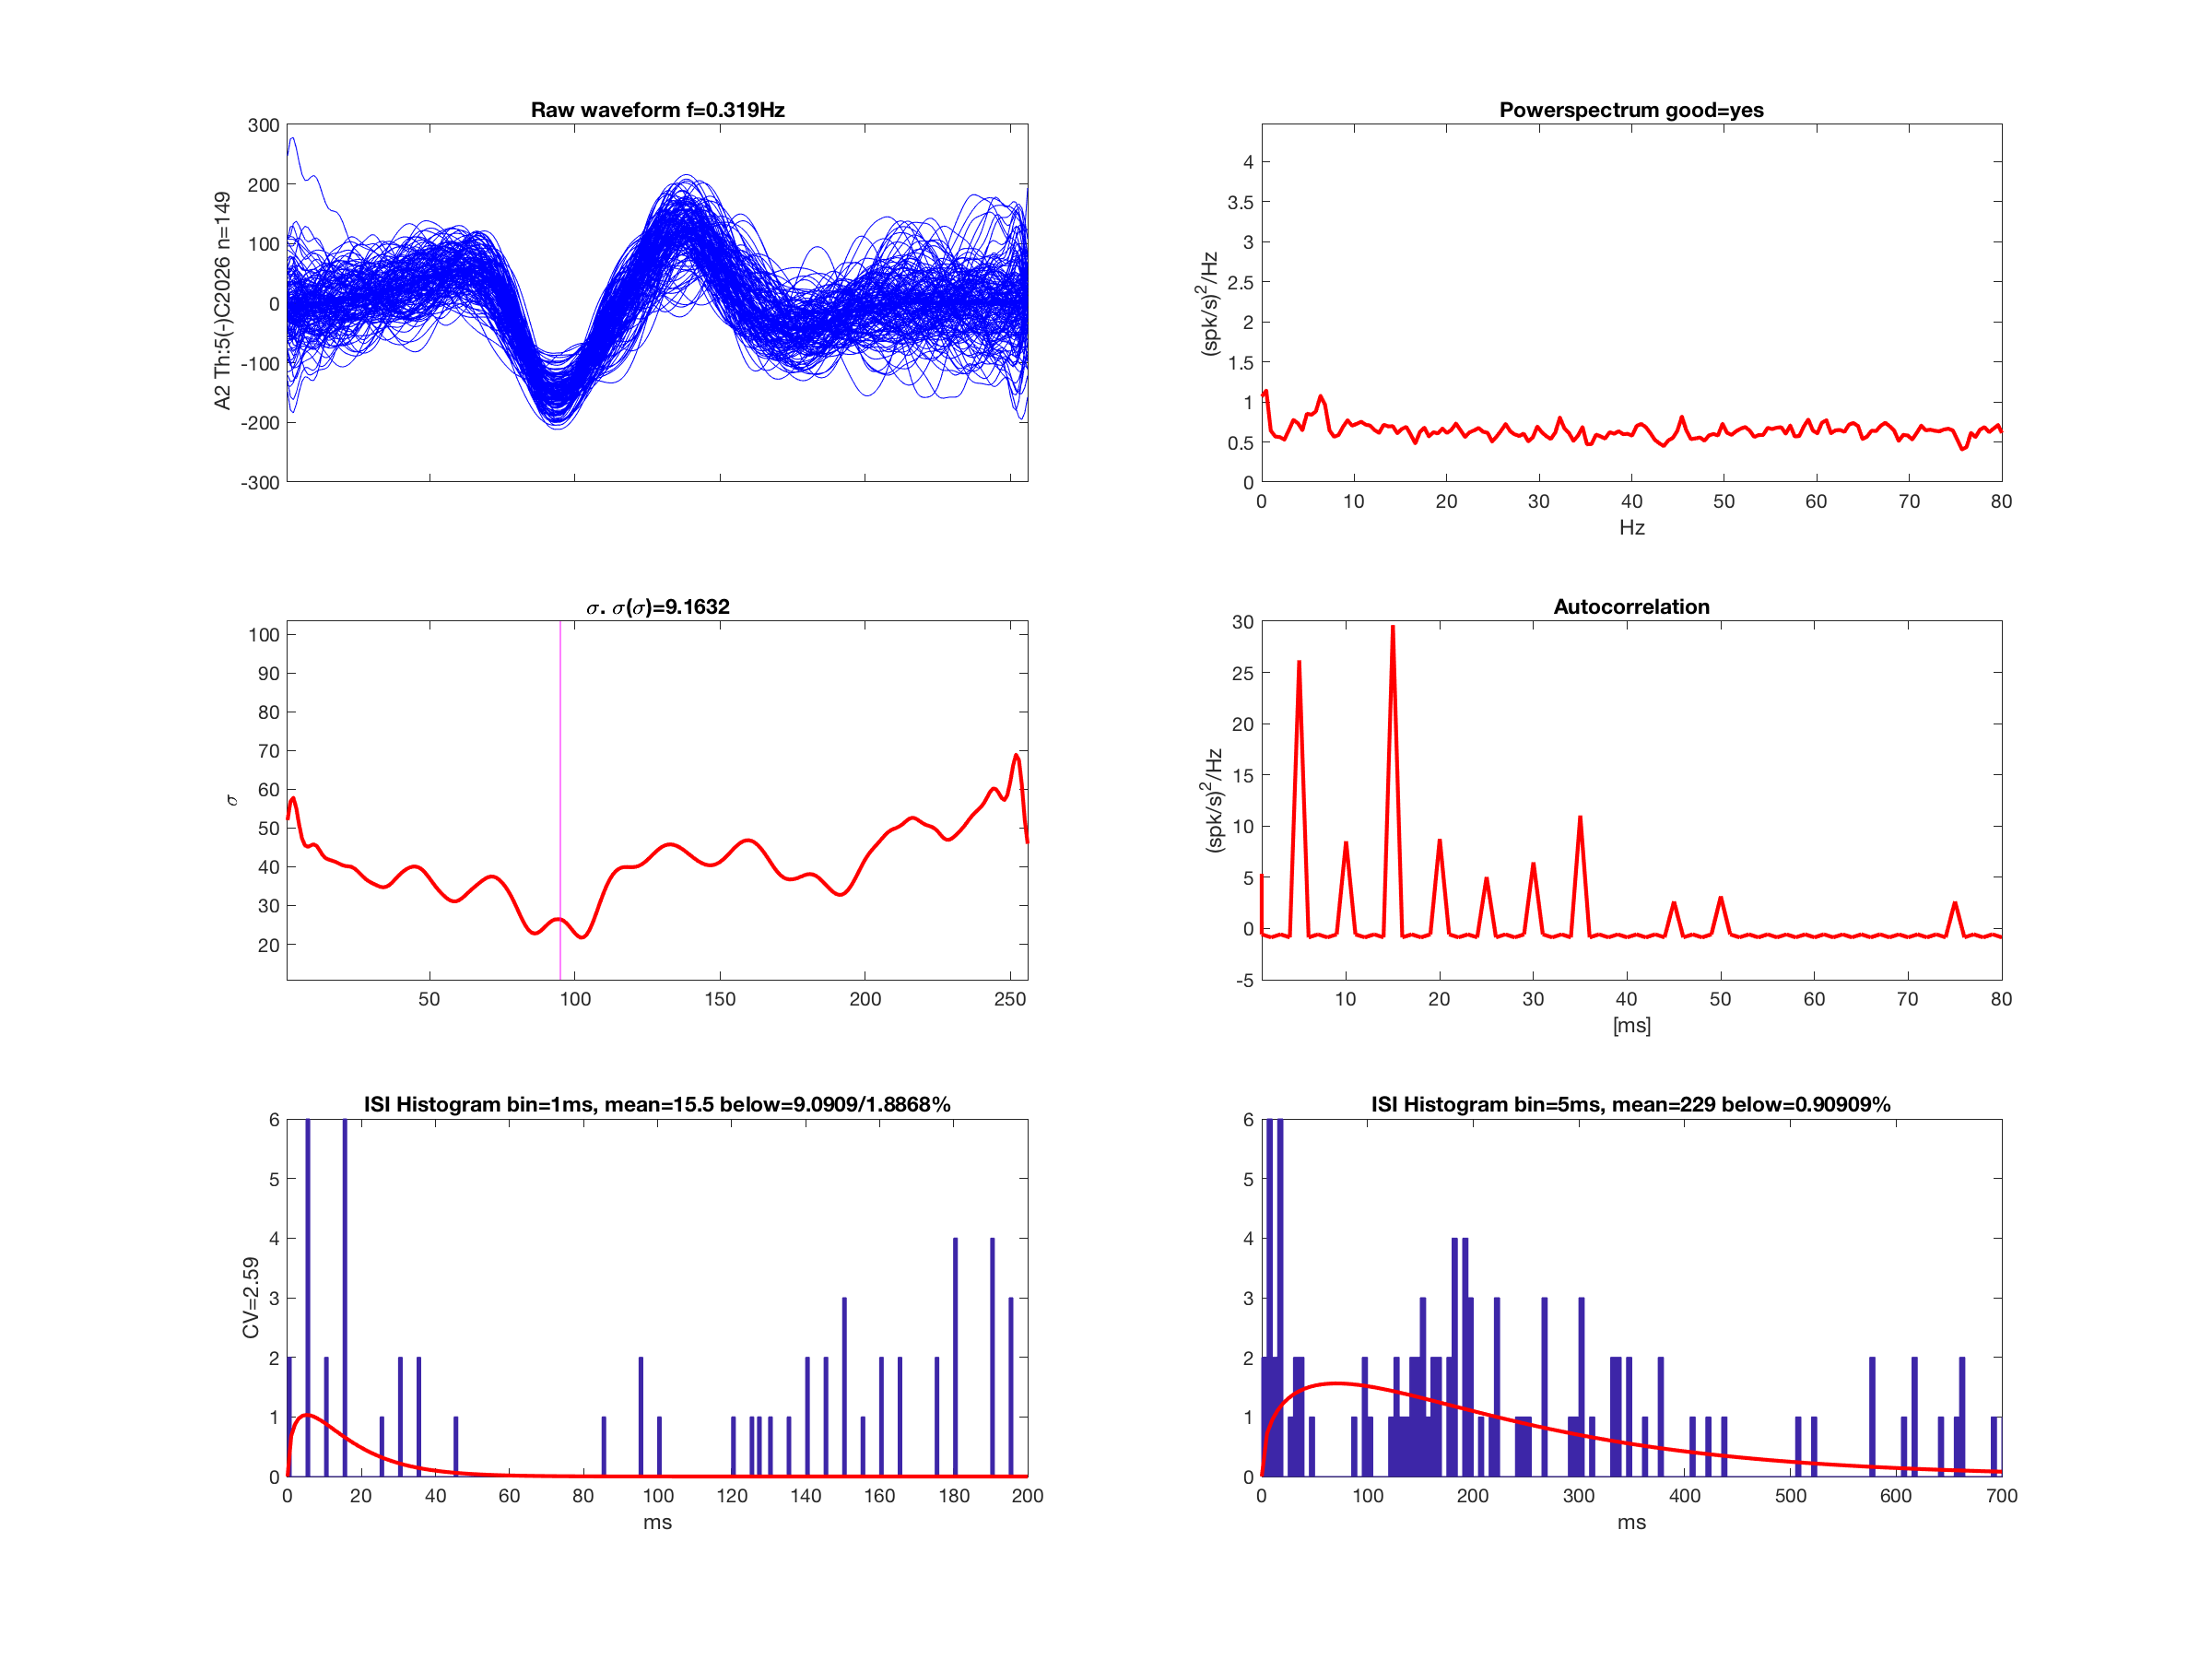 Raw waveform f=0.319Hz
A2 Th:5(-)C2026 n=149
300
200
100
0
-100
-200
-300
Powerspectrum good=yes
(spk/s)²/Hz
4
3.5
3
2.5
2
1.5
1
0.5
0
0 10 20 30 40 50 60 70 80
Hz
σ. σ(σ)=9.1632
σ
100
90
80
70
60
50
40
30
20
50 100 150 200 250
Autocorrelation
(spk/s)²/Hz
30
25
20
15
10
5
0
-5
10 20 30 40 50 60 70 80
[ms]
ISI Histogram bin=1ms, mean=15.5 below=9.0909/1.8868%
CV=2.59
6
5
4
3
2
1
0
0 20 40 60 80 100 120 140 160 180 200
ms
ISI Histogram bin=5ms, mean=229 below=0.90909%
6
5
4
3
2
1
0
0 100 200 300 400 500 600 700
ms